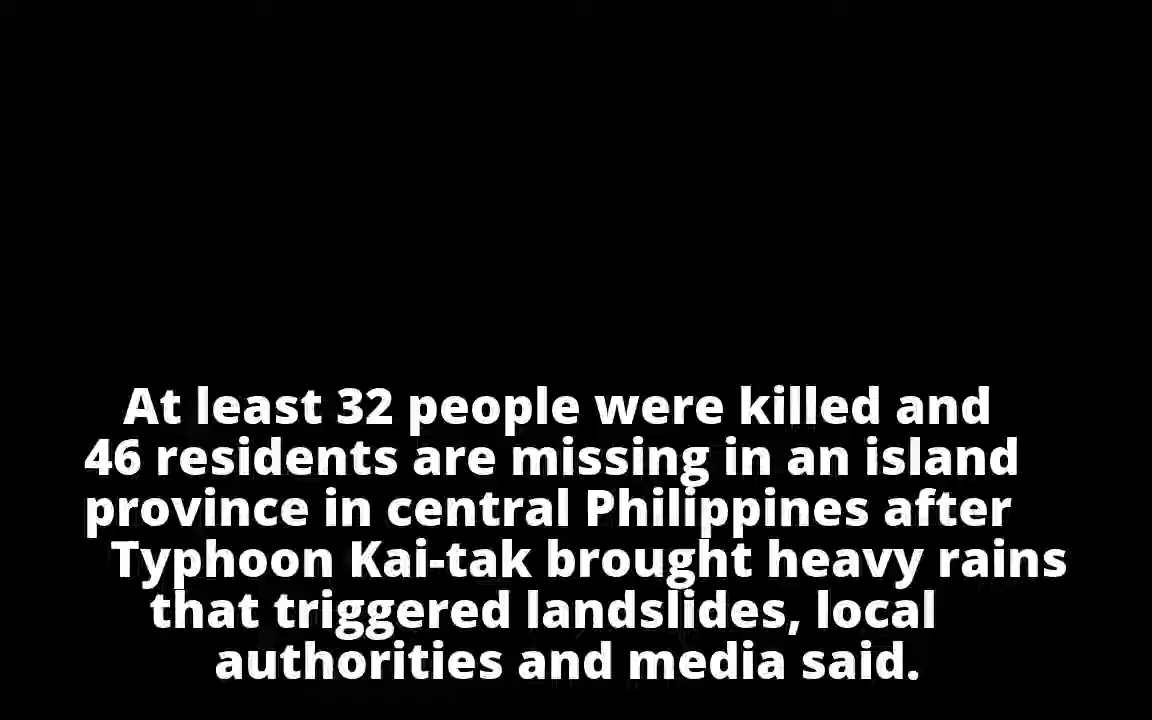 At least 32 people were killed and
46 residents are missing in an island
province in central Philippines after
Typhoon Kai-tak brought heavy rains
that triggered landslides, local
authorities and media said.